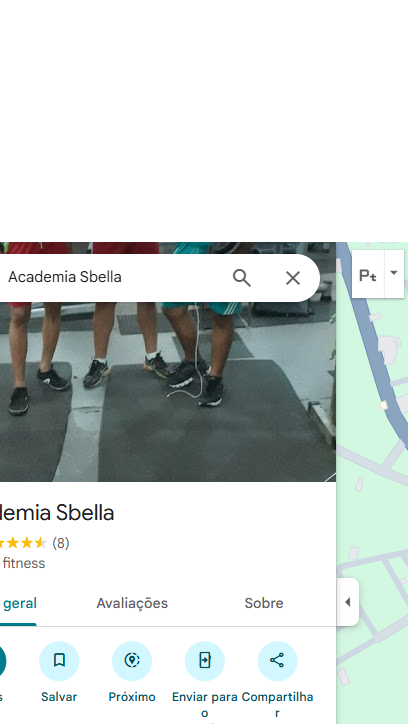 Academia Sbella
Pt
demia Sbella
(8)
fitness
geral
Avaliações
Sobre
s
Salvar
Próximo
Enviar para o
Compartilhar